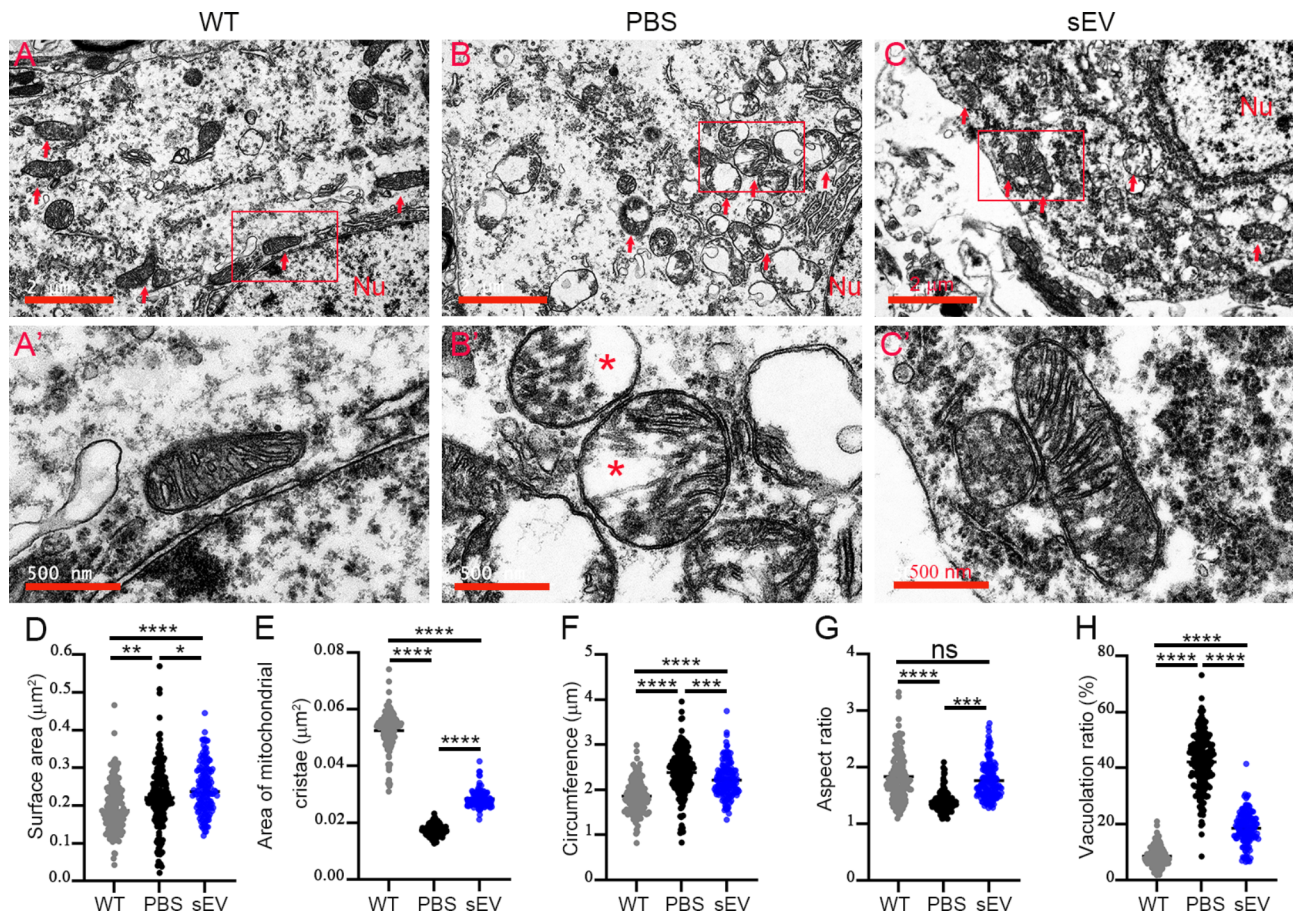 WT PBS sEV
A B C
Nu
Nu
Nu
2 μm 2 μm 2 μm
A' B' C'
* *
500 nm 500 nm 500 nm
D E F G H
**** **** **** ns ****
** * **** **** **** *** **** *** **** ****
Surface area (μm²)
0.6
0.5
0.4
0.3
0.2
0.1
0.0
WT PBS sEV
Area of mitochondrial
cristae (μm²)
0.08
0.06
0.04
0.02
0.00
WT PBS sEV
Circumference (μm)
5
4
3
2
1
0
WT PBS sEV
Aspect ratio
4
3
2
1
0
WT PBS sEV
Vacuolation ratio (%)
80
60
40
20
0
WT PBS sEV